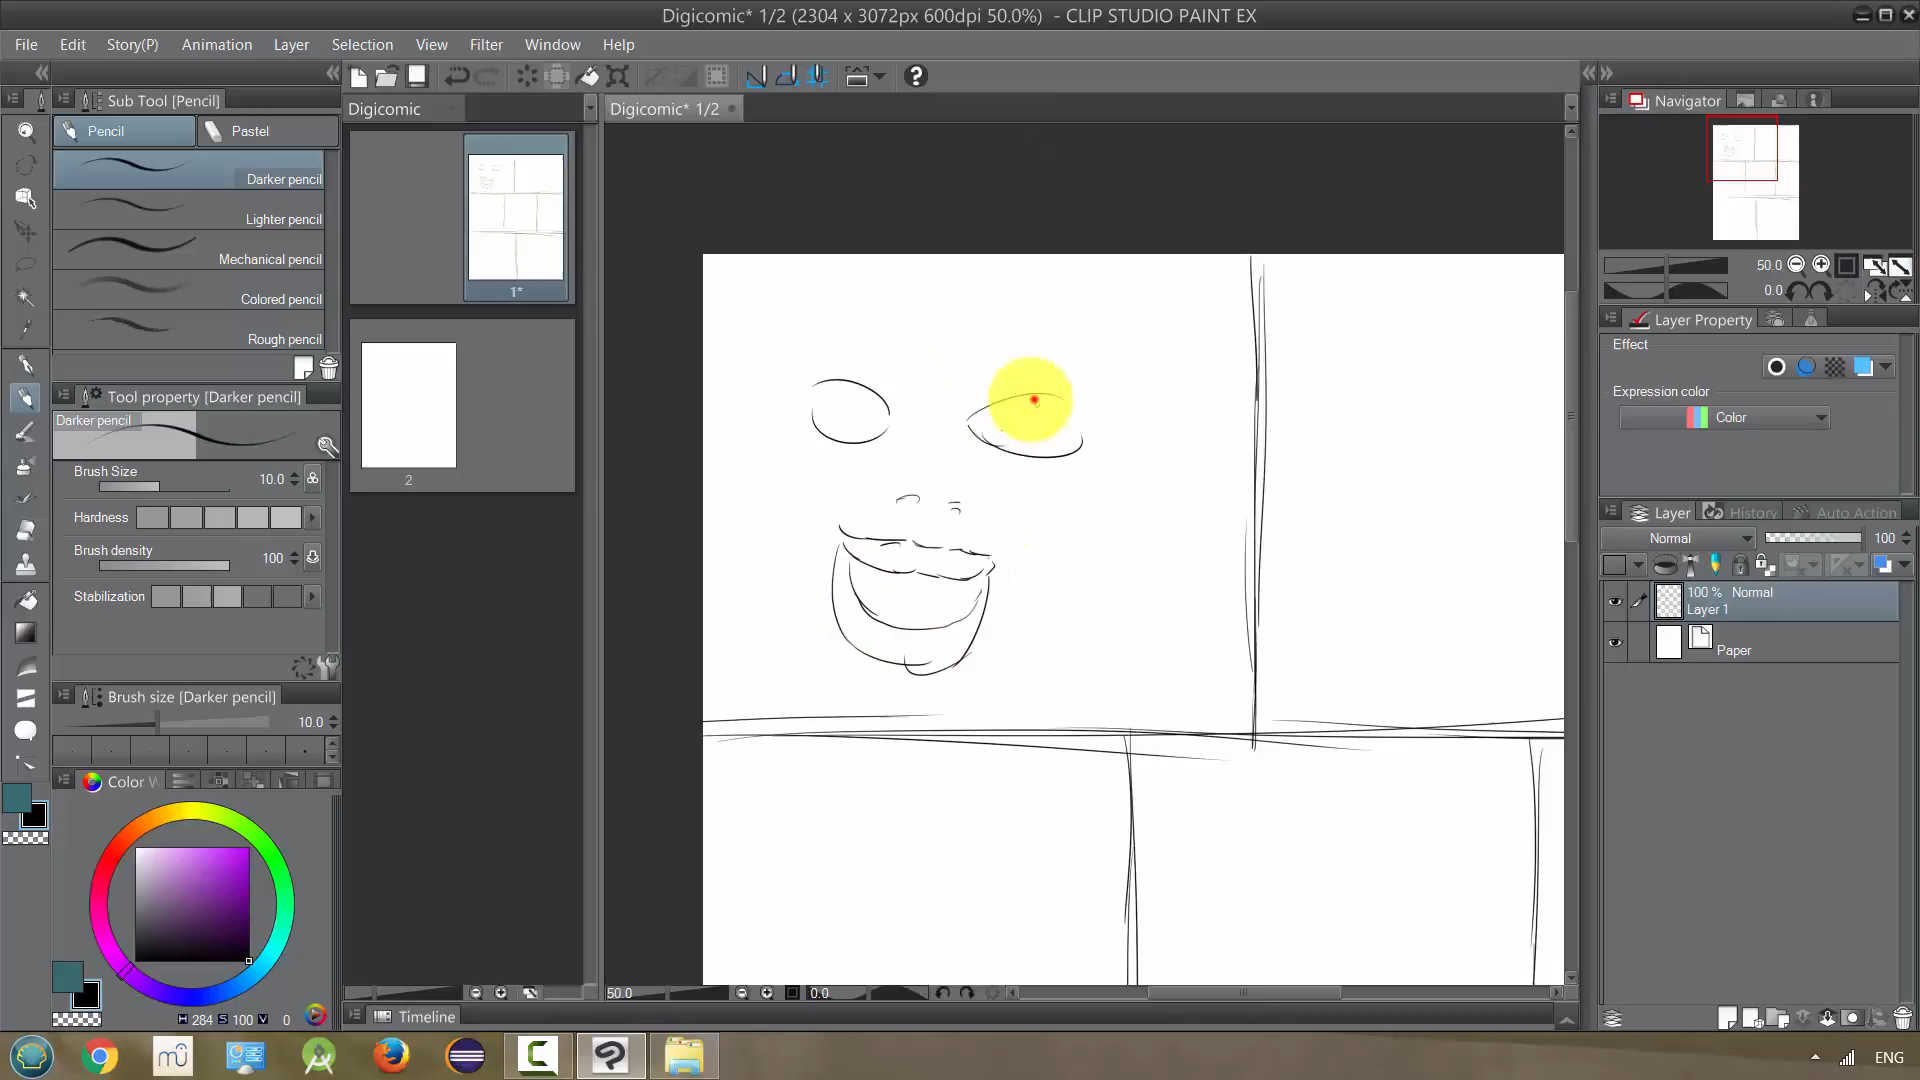 Digicomic* 1/2 (2304 x 3072px 600dpi 50.0%) - CLIP STUDIO PAINT EX
File Edit Story(P) Animation Layer Selection View Filter Window Help
Sub Tool [Pencil]
Pencil Pastel
Darker pencil
Lighter pencil
Mechanical pencil
Colored pencil
Rough pencil
Tool property [Darker pencil]
Darker pencil
Brush Size 10.0
Hardness
Brush density 100
Stabilization
Brush size [Darker pencil]
10.0
Color W
H 284 S 100 V 0
Digicomic
1*
2
Digicomic* 1/2
50.0 0.0
Timeline
Navigator
50.0
0.0
Layer Property
Effect
Expression color
Color
Layer History Auto Action
Normal 100
100 % Normal
Layer 1
Paper
ENG